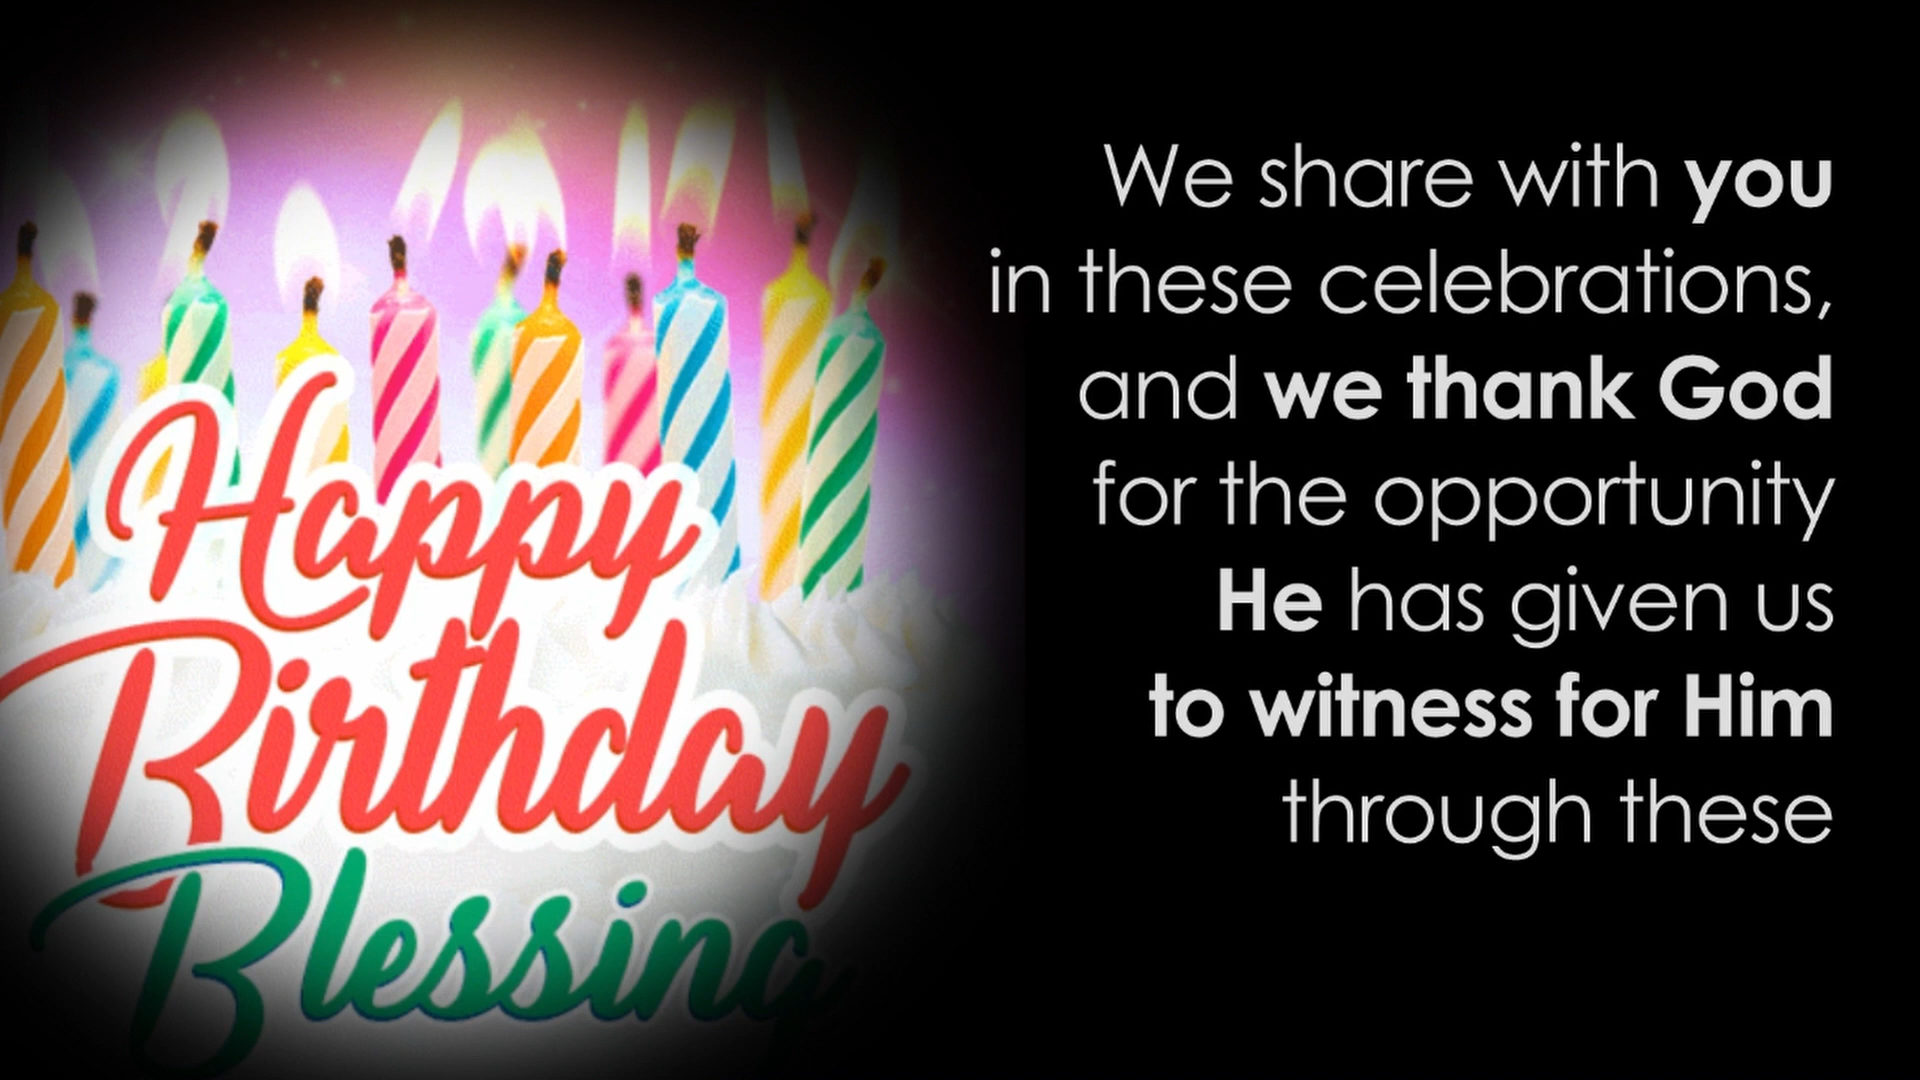 Happy
Birthday
Blessing
We share with you
in these celebrations,
and we thank God
for the opportunity
He has given us
to witness for Him
through these